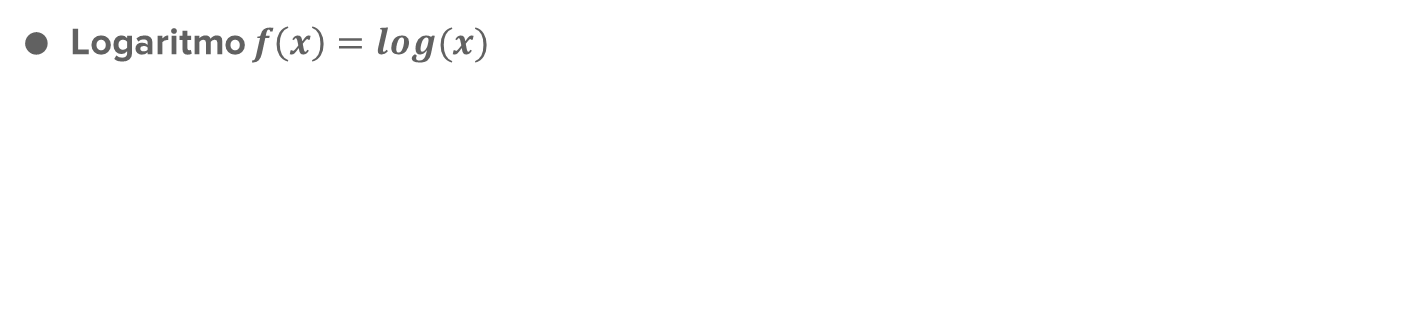 ● Logaritmo f(x) = log(x)